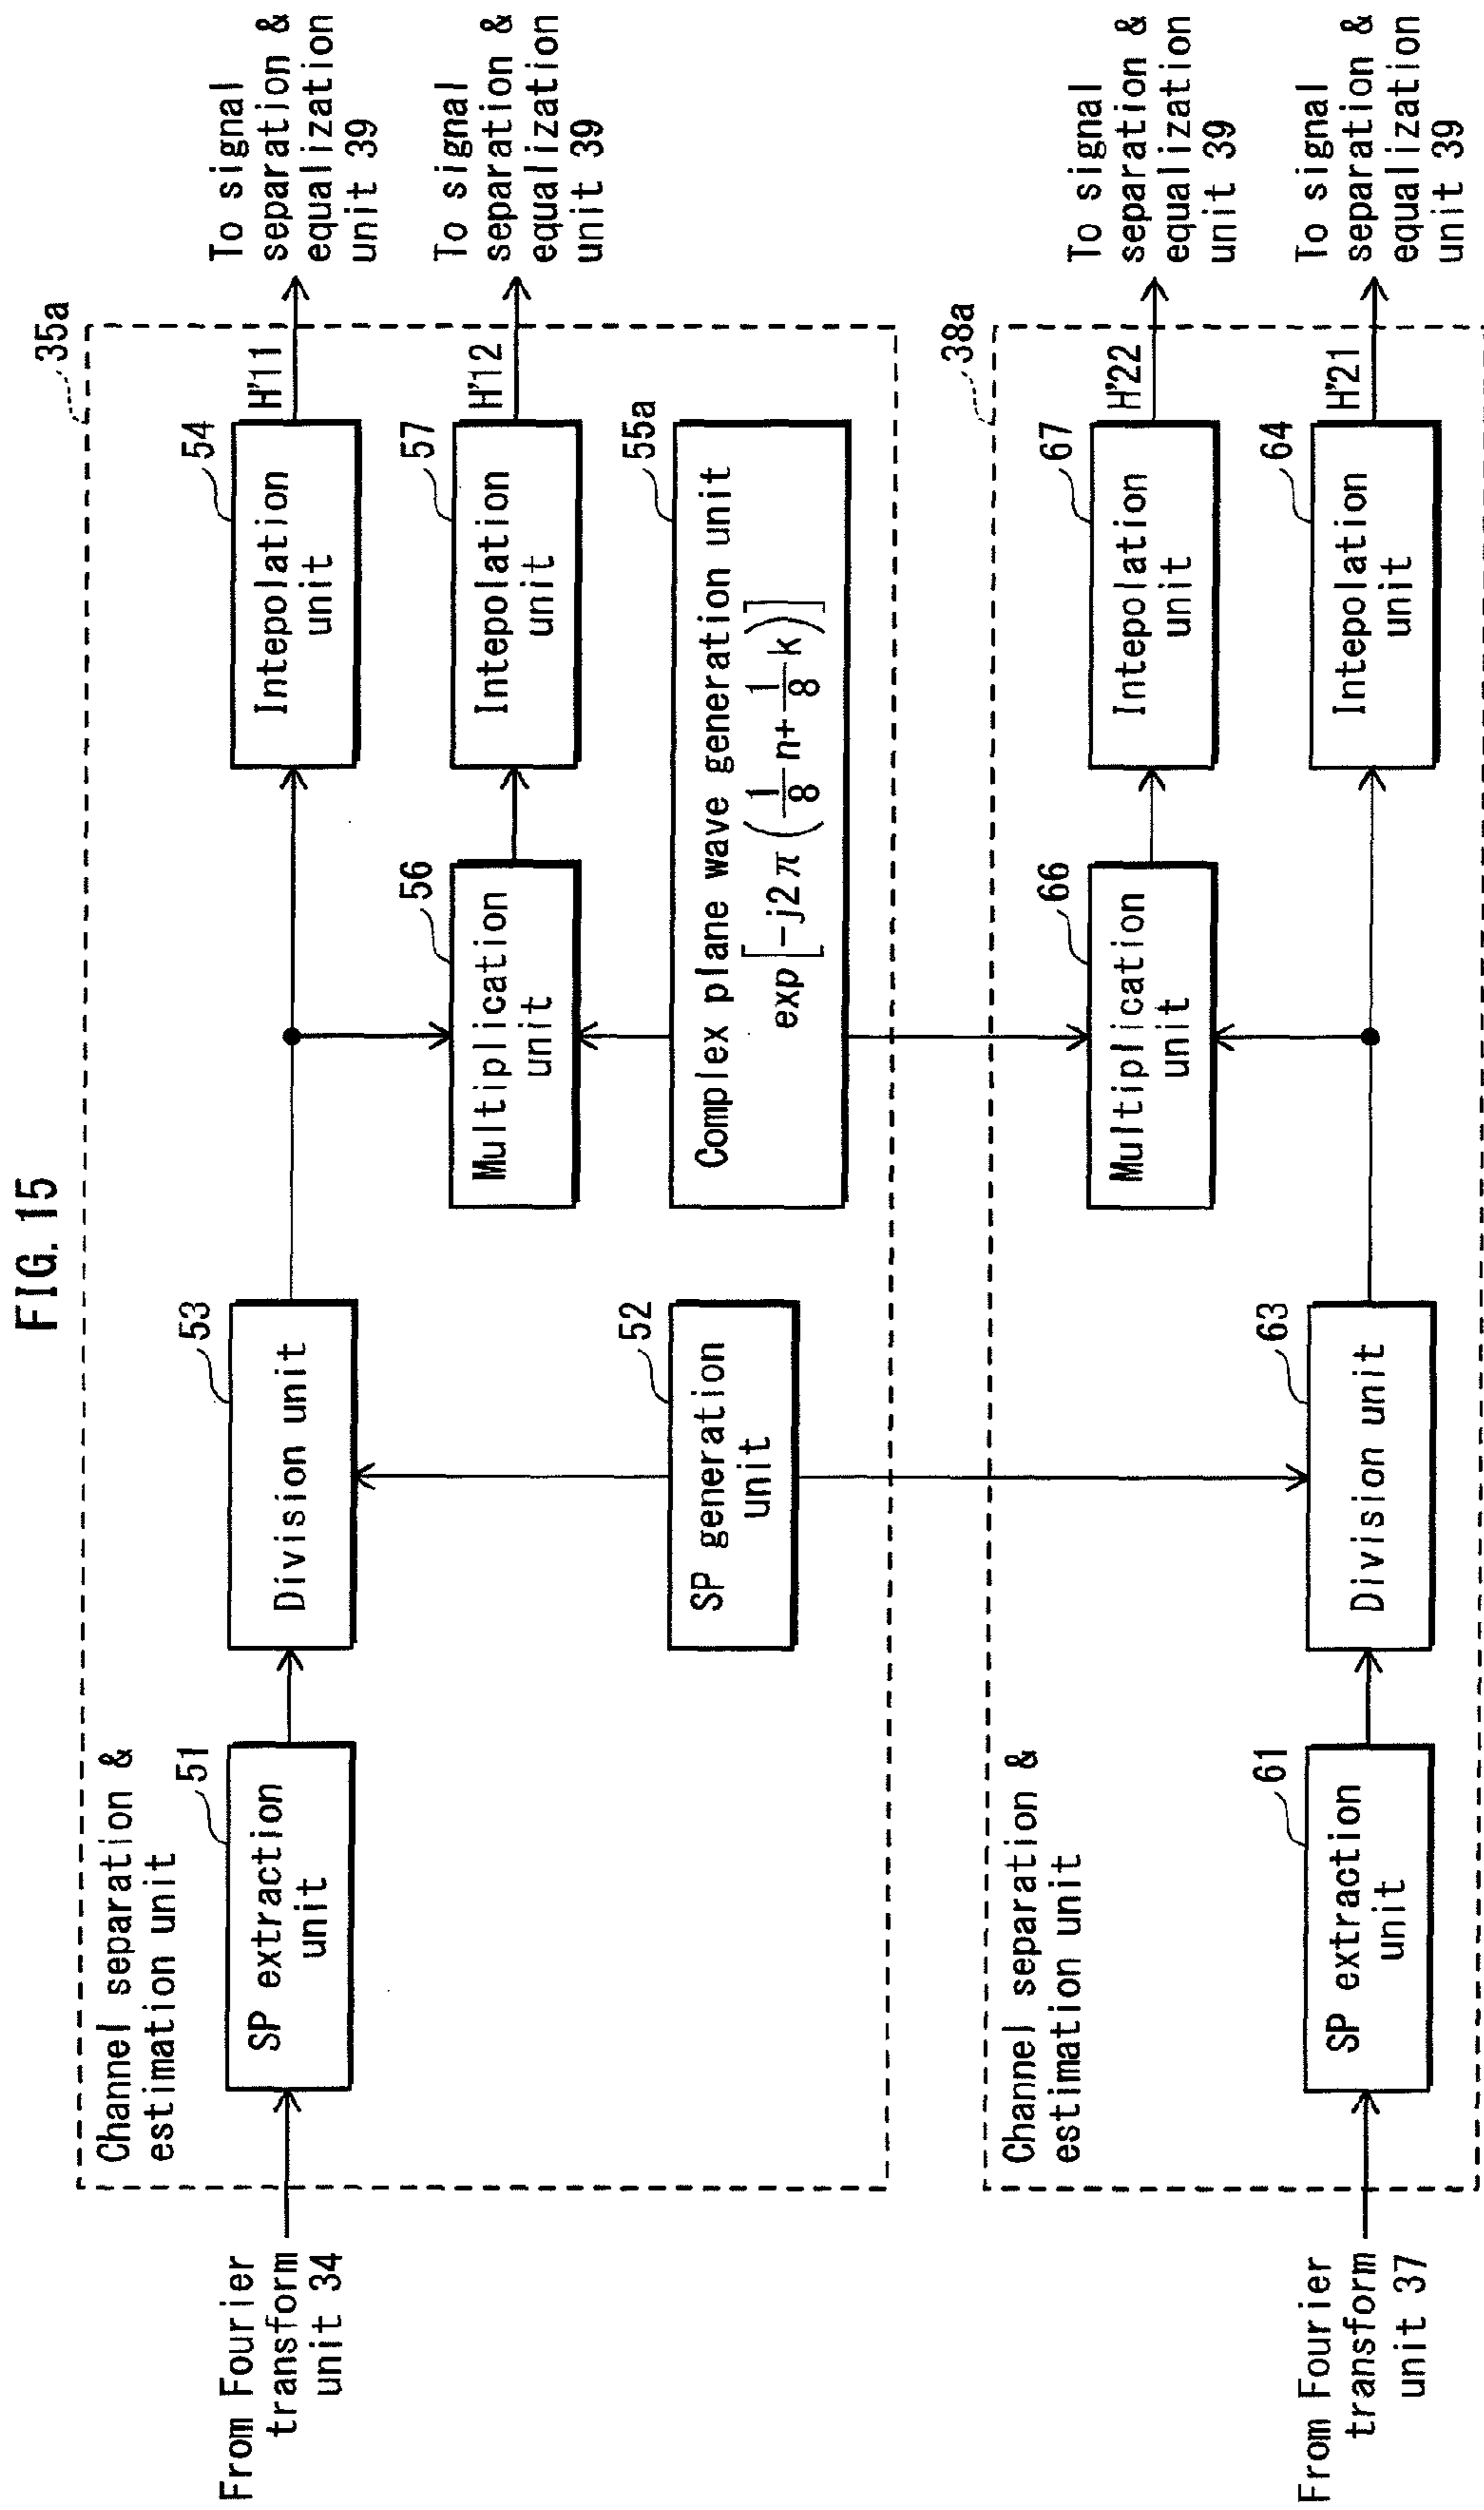 FIG. 15
35a
Channel separation &
estimation unit
From Fourier
transform
unit 34
51
SP extraction
unit
53
Division unit
52
SP generation
unit
54
Intepolation
unit
H'11
To signal
separation &
equalization
unit 39
56
Multiplication
unit
57
Intepolation
unit
H'12
To signal
separation &
equalization
unit 39
55a
Complex plane wave generation unit
exp[-j2π(1/8 n+1/8 k)]
38a
Channel separation &
estimation unit
From Fourier
transform
unit 37
61
SP extraction
unit
63
Division unit
66
Multiplication
unit
67
Intepolation
unit
H'22
To signal
separation &
equalization
unit 39
64
Intepolation
unit
H'21
To signal
separation &
equalization
unit 39